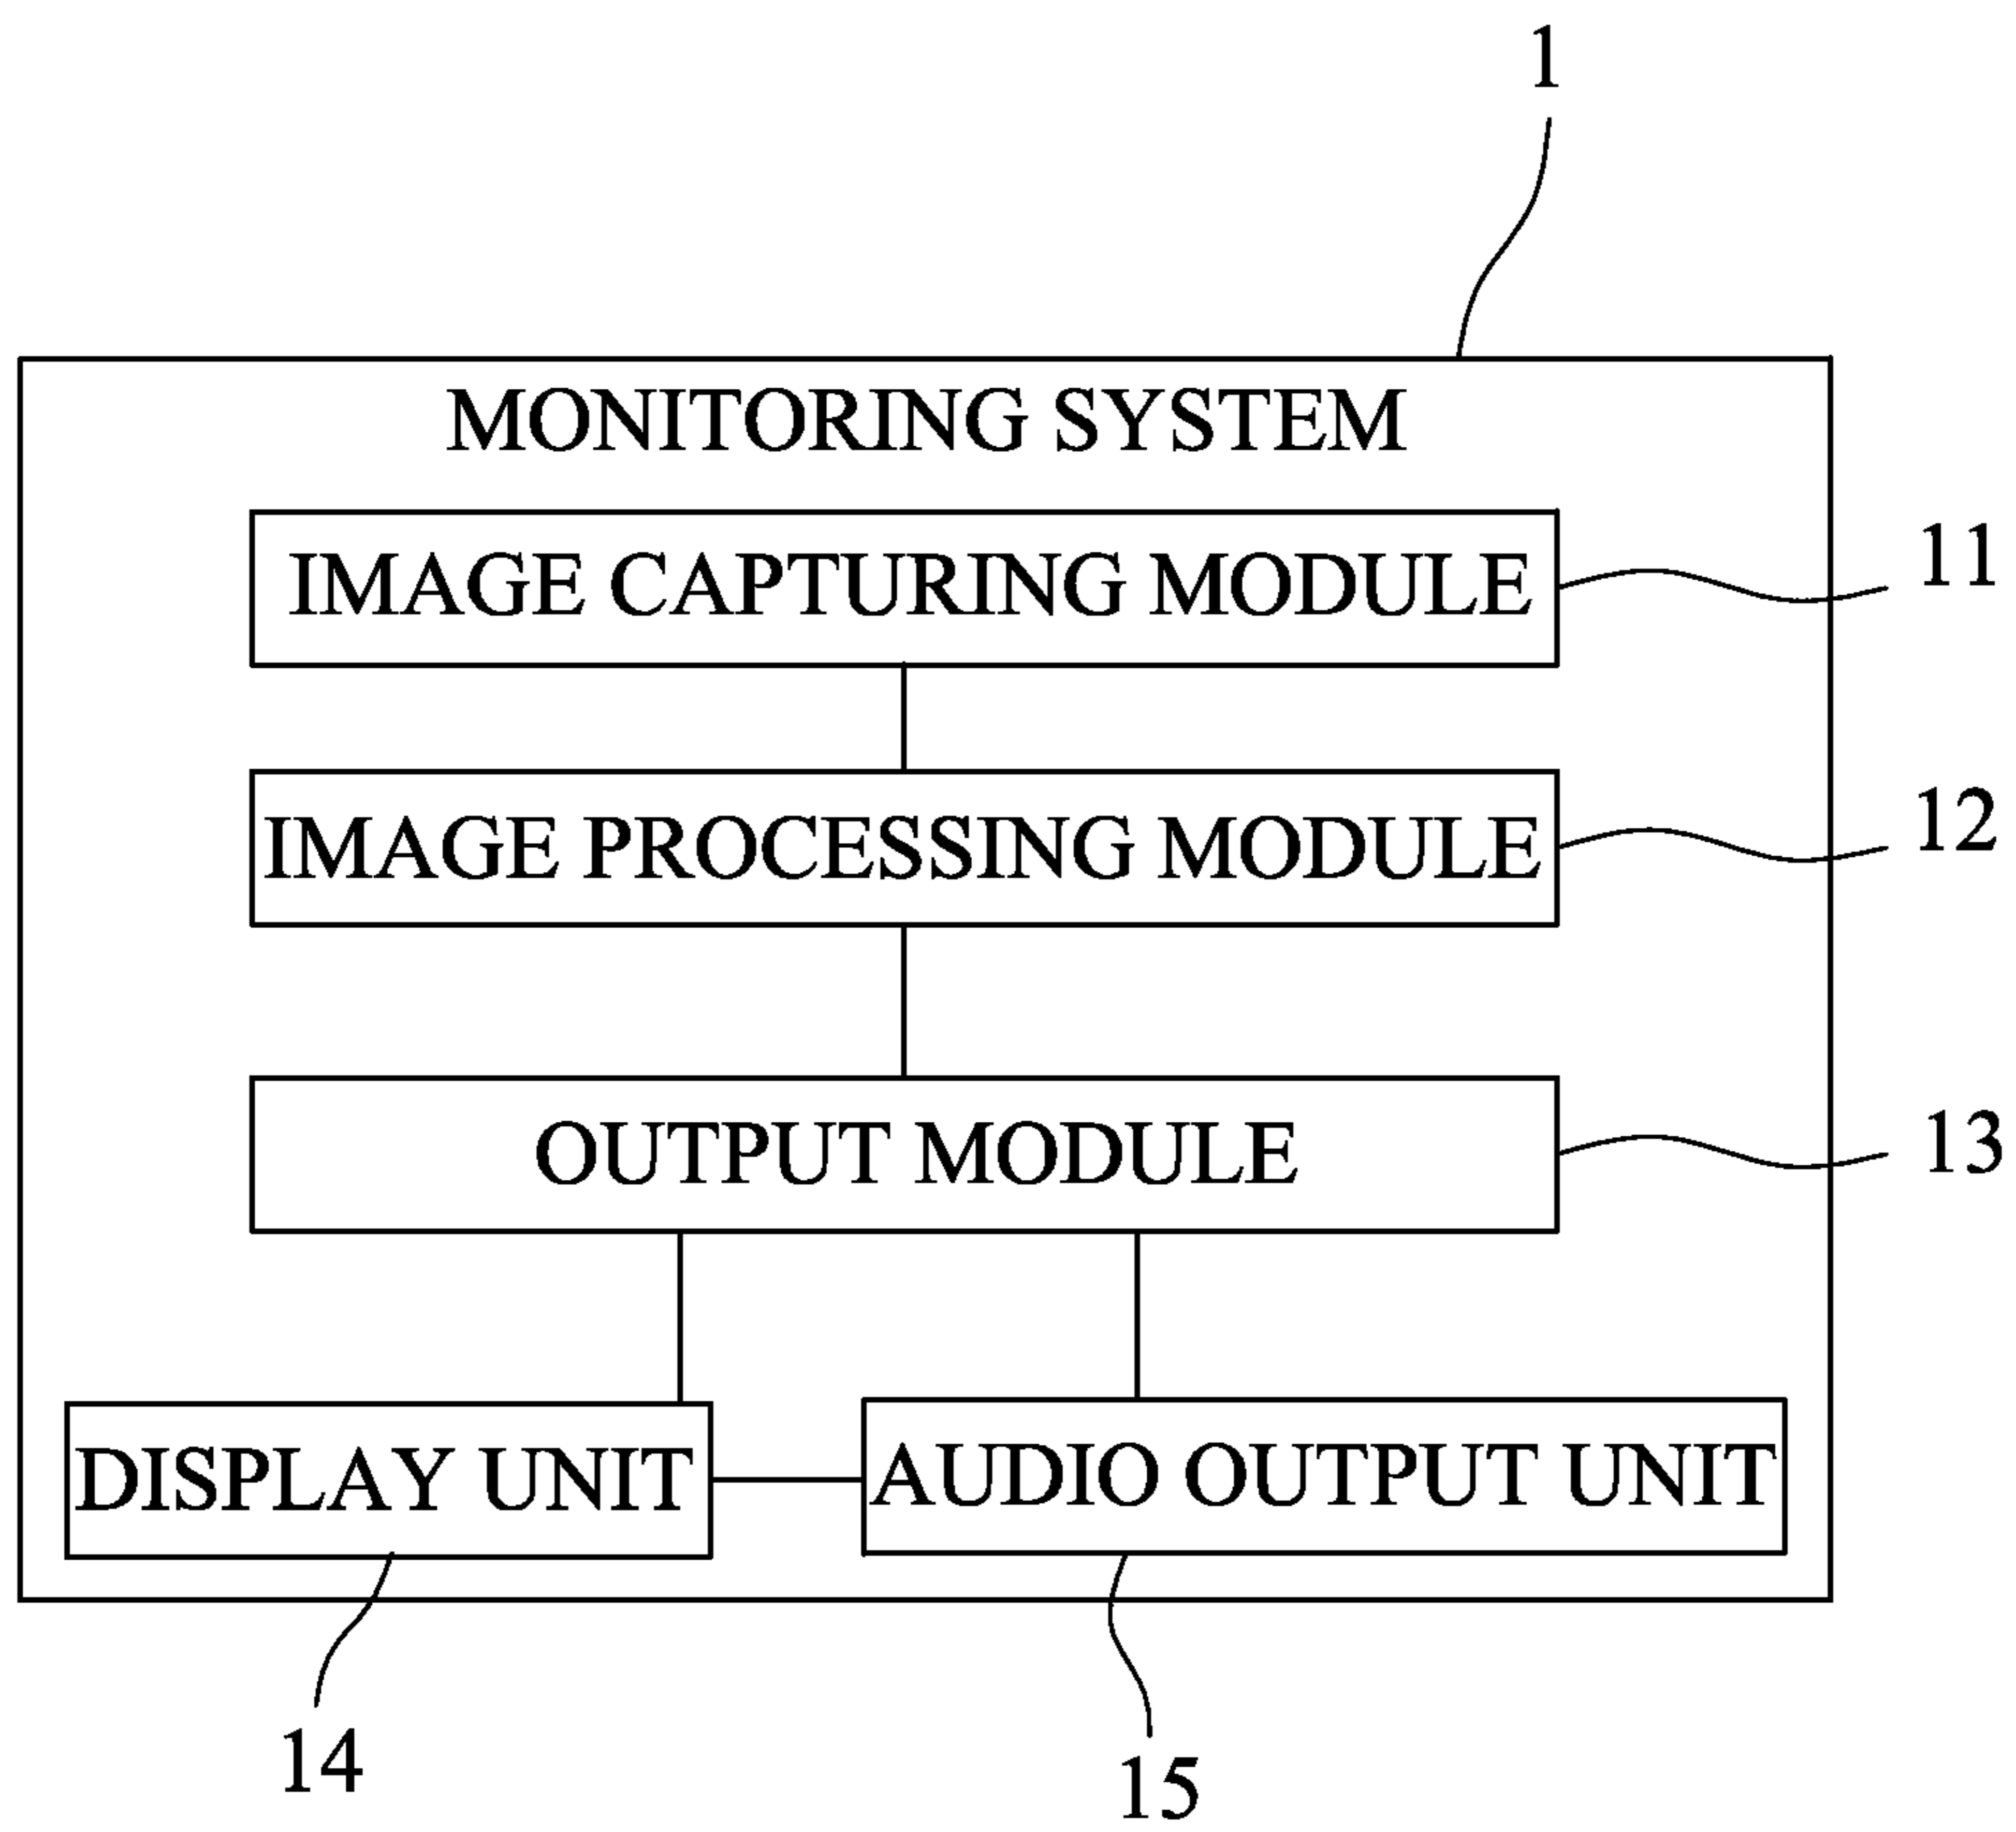 1
MONITORING SYSTEM
IMAGE CAPTURING MODULE
11
IMAGE PROCESSING MODULE
12
OUTPUT MODULE
13
DISPLAY UNIT
AUDIO OUTPUT UNIT
14
15